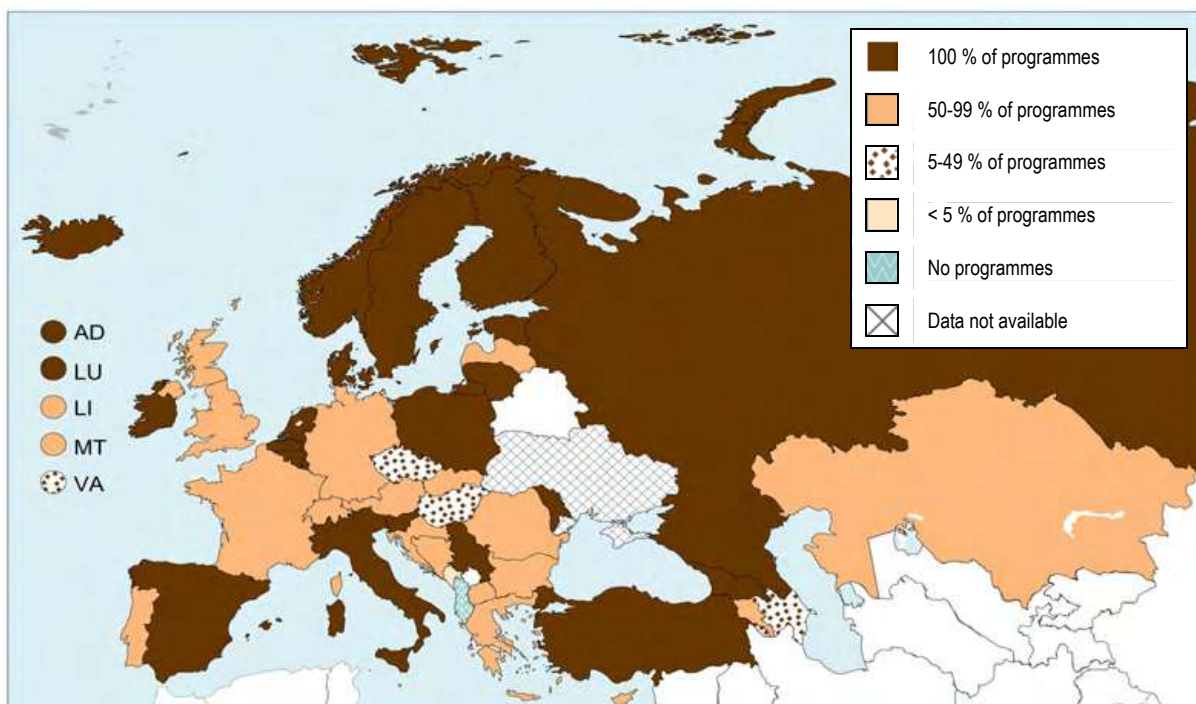 100 % of programmes
50-99 % of programmes
5-49 % of programmes
< 5 % of programmes
No programmes
Data not available
AD
LU
LI
MT
VA